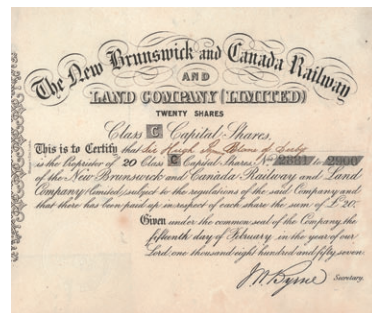 The New Brunswick and Canada Railway
AND
LAND COMPANY (LIMITED)
TWENTY SHARES
Class C Capital Shares,
This is to Certify that Sir Hugh
is the Proprietor of 20 Class C Capital Shares, No 2881 to 2900
of the New Brunswick and Canada Railway and Land
Company Limited, subject to the regulations of the said Company and
that there has been paid up in respect of each share the sum of £20.
Given under the common seal of the Company, the
fifteenth day of February, in the year of our
Lord, one thousand eight hundred and fifty seven.
Secretary.